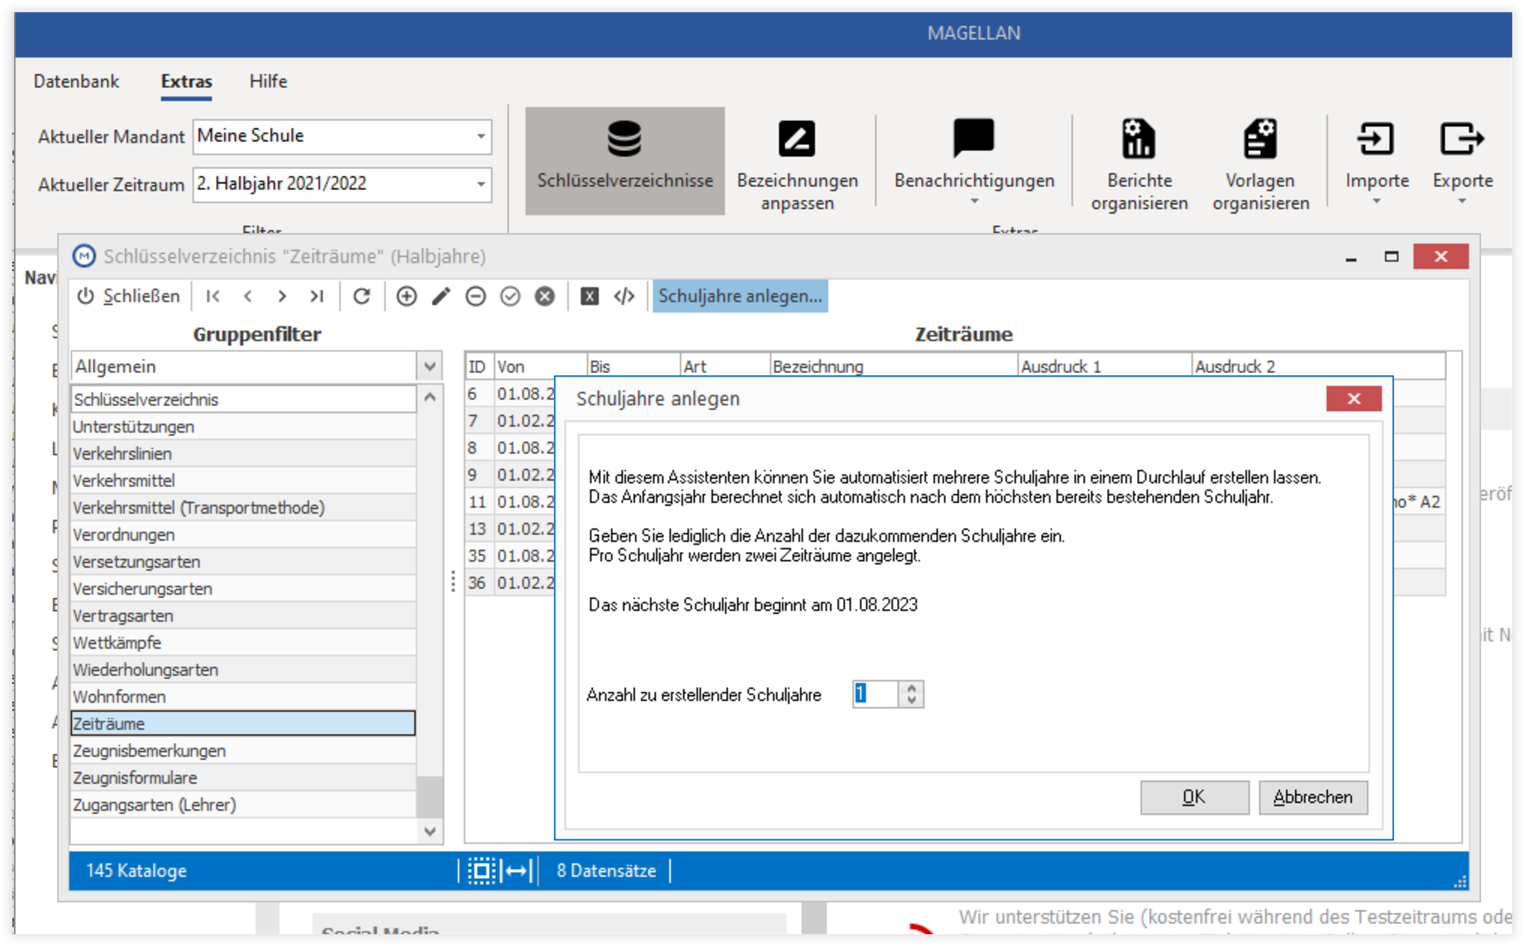 MAGELLAN
Datenbank Extras Hilfe
Aktueller Mandant Meine Schule
Aktueller Zeitraum 2. Halbjahr 2021/2022
Schlüsselverzeichnisse
Bezeichnungen
anpassen
Benachrichtigungen
Berichte
organisieren
Vorlagen
organisieren
Importe
Exporte
Filter
Extras
Schlüsselverzeichnis "Zeiträume" (Halbjahre)
Schließen
Schuljahre anlegen...
Gruppenfilter
Zeiträume
Allgemein
ID Von Bis Art Bezeichnung Ausdruck 1 Ausdruck 2
Schlüsselverzeichnis
Unterstützungen
Verkehrslinien
Verkehrsmittel
Verkehrsmittel (Transportmethode)
Verordnungen
Versetzungsarten
Versicherungsarten
Vertragsarten
Wettkämpfe
Wiederholungsarten
Wohnformen
Zeiträume
Zeugnisbemerkungen
Zeugnisformulare
Zugangsarten (Lehrer)
6 01.08.2
7 01.02.2
8 01.08.2
9 01.02.2
11 01.08.2
13 01.02.2
35 01.08.2
36 01.02.2
A2
Schuljahre anlegen
Mit diesem Assistenten können Sie automatisiert mehrere Schuljahre in einem Durchlauf erstellen lassen.
Das Anfangsjahr berechnet sich automatisch nach dem höchsten bereits bestehenden Schuljahr.
Geben Sie lediglich die Anzahl der dazukommenden Schuljahre ein.
Pro Schuljahr werden zwei Zeiträume angelegt.
Das nächste Schuljahr beginnt am 01.08.2023
Anzahl zu erstellender Schuljahre 1
OK Abbrechen
145 Kataloge
8 Datensätze
Social Media
Wir unterstützen Sie (kostenfrei während des Testzeitraums ode